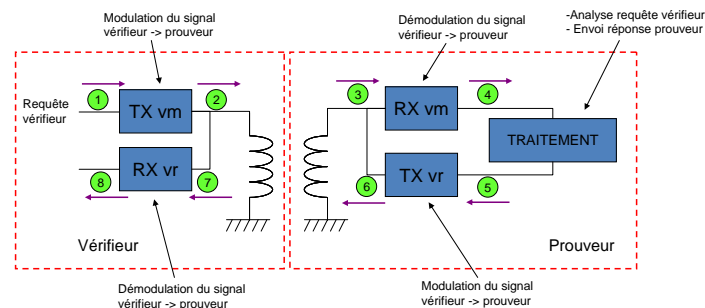 Modulation du signal
vérifieur -> prouveur
Démodulation du signal
vérifieur -> prouveur
-Analyse requête vérifieur
- Envoi réponse prouveur
Requête
vérifieur
1
TX vm
2
3
RX vm
4
TRAITEMENT
8
RX vr
7
6
TX vr
5
Vérifieur
Prouveur
Démodulation du signal
vérifieur -> prouveur
Modulation du signal
vérifieur -> prouveur